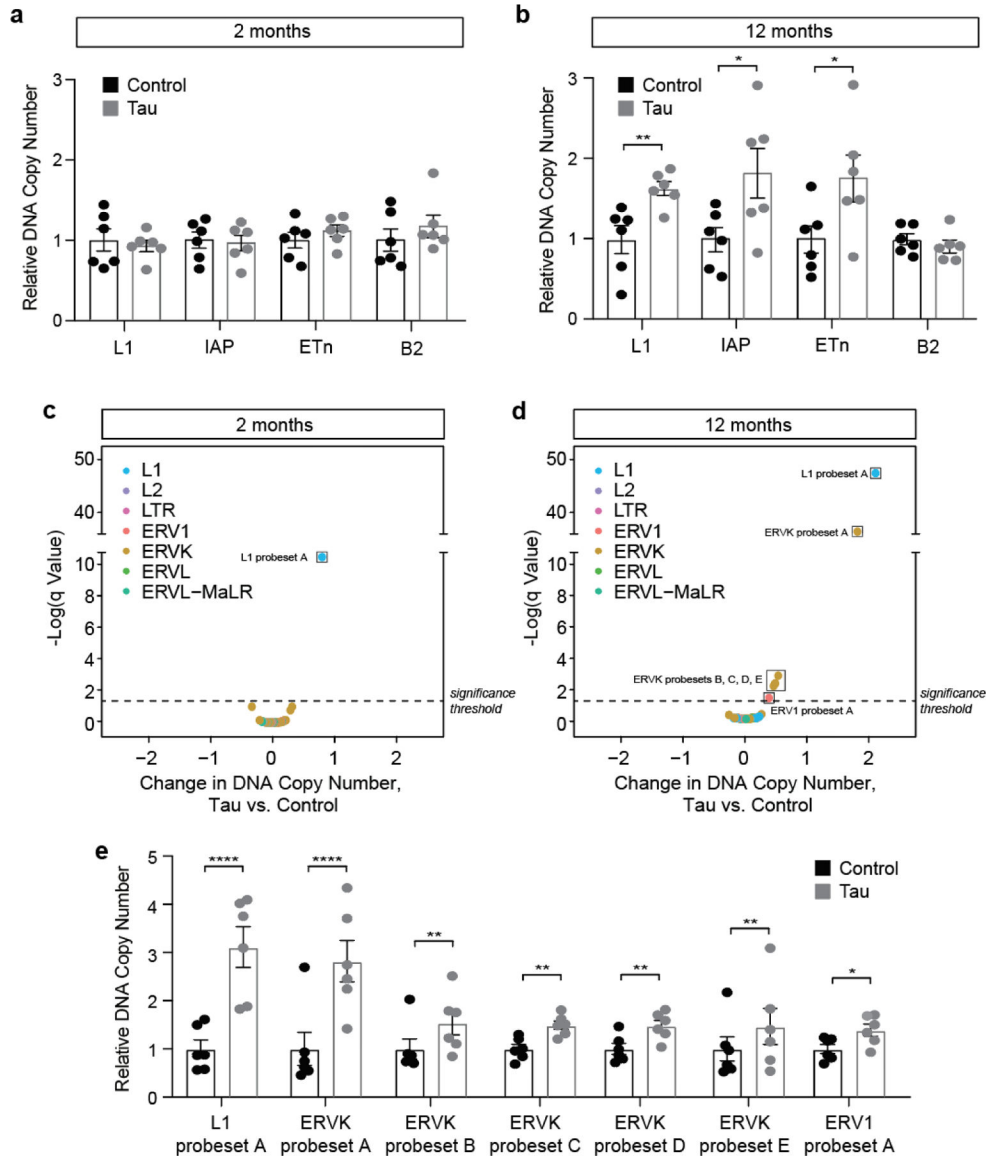 a
2 months
Relative DNA Copy Number
3
2
1
0
Control
Tau
L1 IAP ETn B2
b
12 months
Relative DNA Copy Number
3
2
1
0
Control
Tau
** * *
L1 IAP ETn B2
c
2 months
-Log(q Value)
50
40
10
8
6
4
2
0
L1
L2
LTR
ERV1
ERVK
ERVL
ERVL−MaLR
L1 probeset A
significance
threshold
−2 −1 0 1 2
Change in DNA Copy Number,
Tau vs. Control
d
12 months
-Log(q Value)
50
40
10
8
6
4
2
0
L1
L2
LTR
ERV1
ERVK
ERVL
ERVL−MaLR
L1 probeset A
ERVK probeset A
ERVK probesets B, C, D, E
ERV1 probeset A
significance
threshold
−2 −1 0 1 2
Change in DNA Copy Number,
Tau vs. Control
e
Relative DNA Copy Number
5
4
3
2
1
0
Control
Tau
**** **** ** ** ** ** *
L1 ERVK ERVK ERVK ERVK ERVK ERV1
probeset A probeset A probeset B probeset C probeset D probeset E probeset A